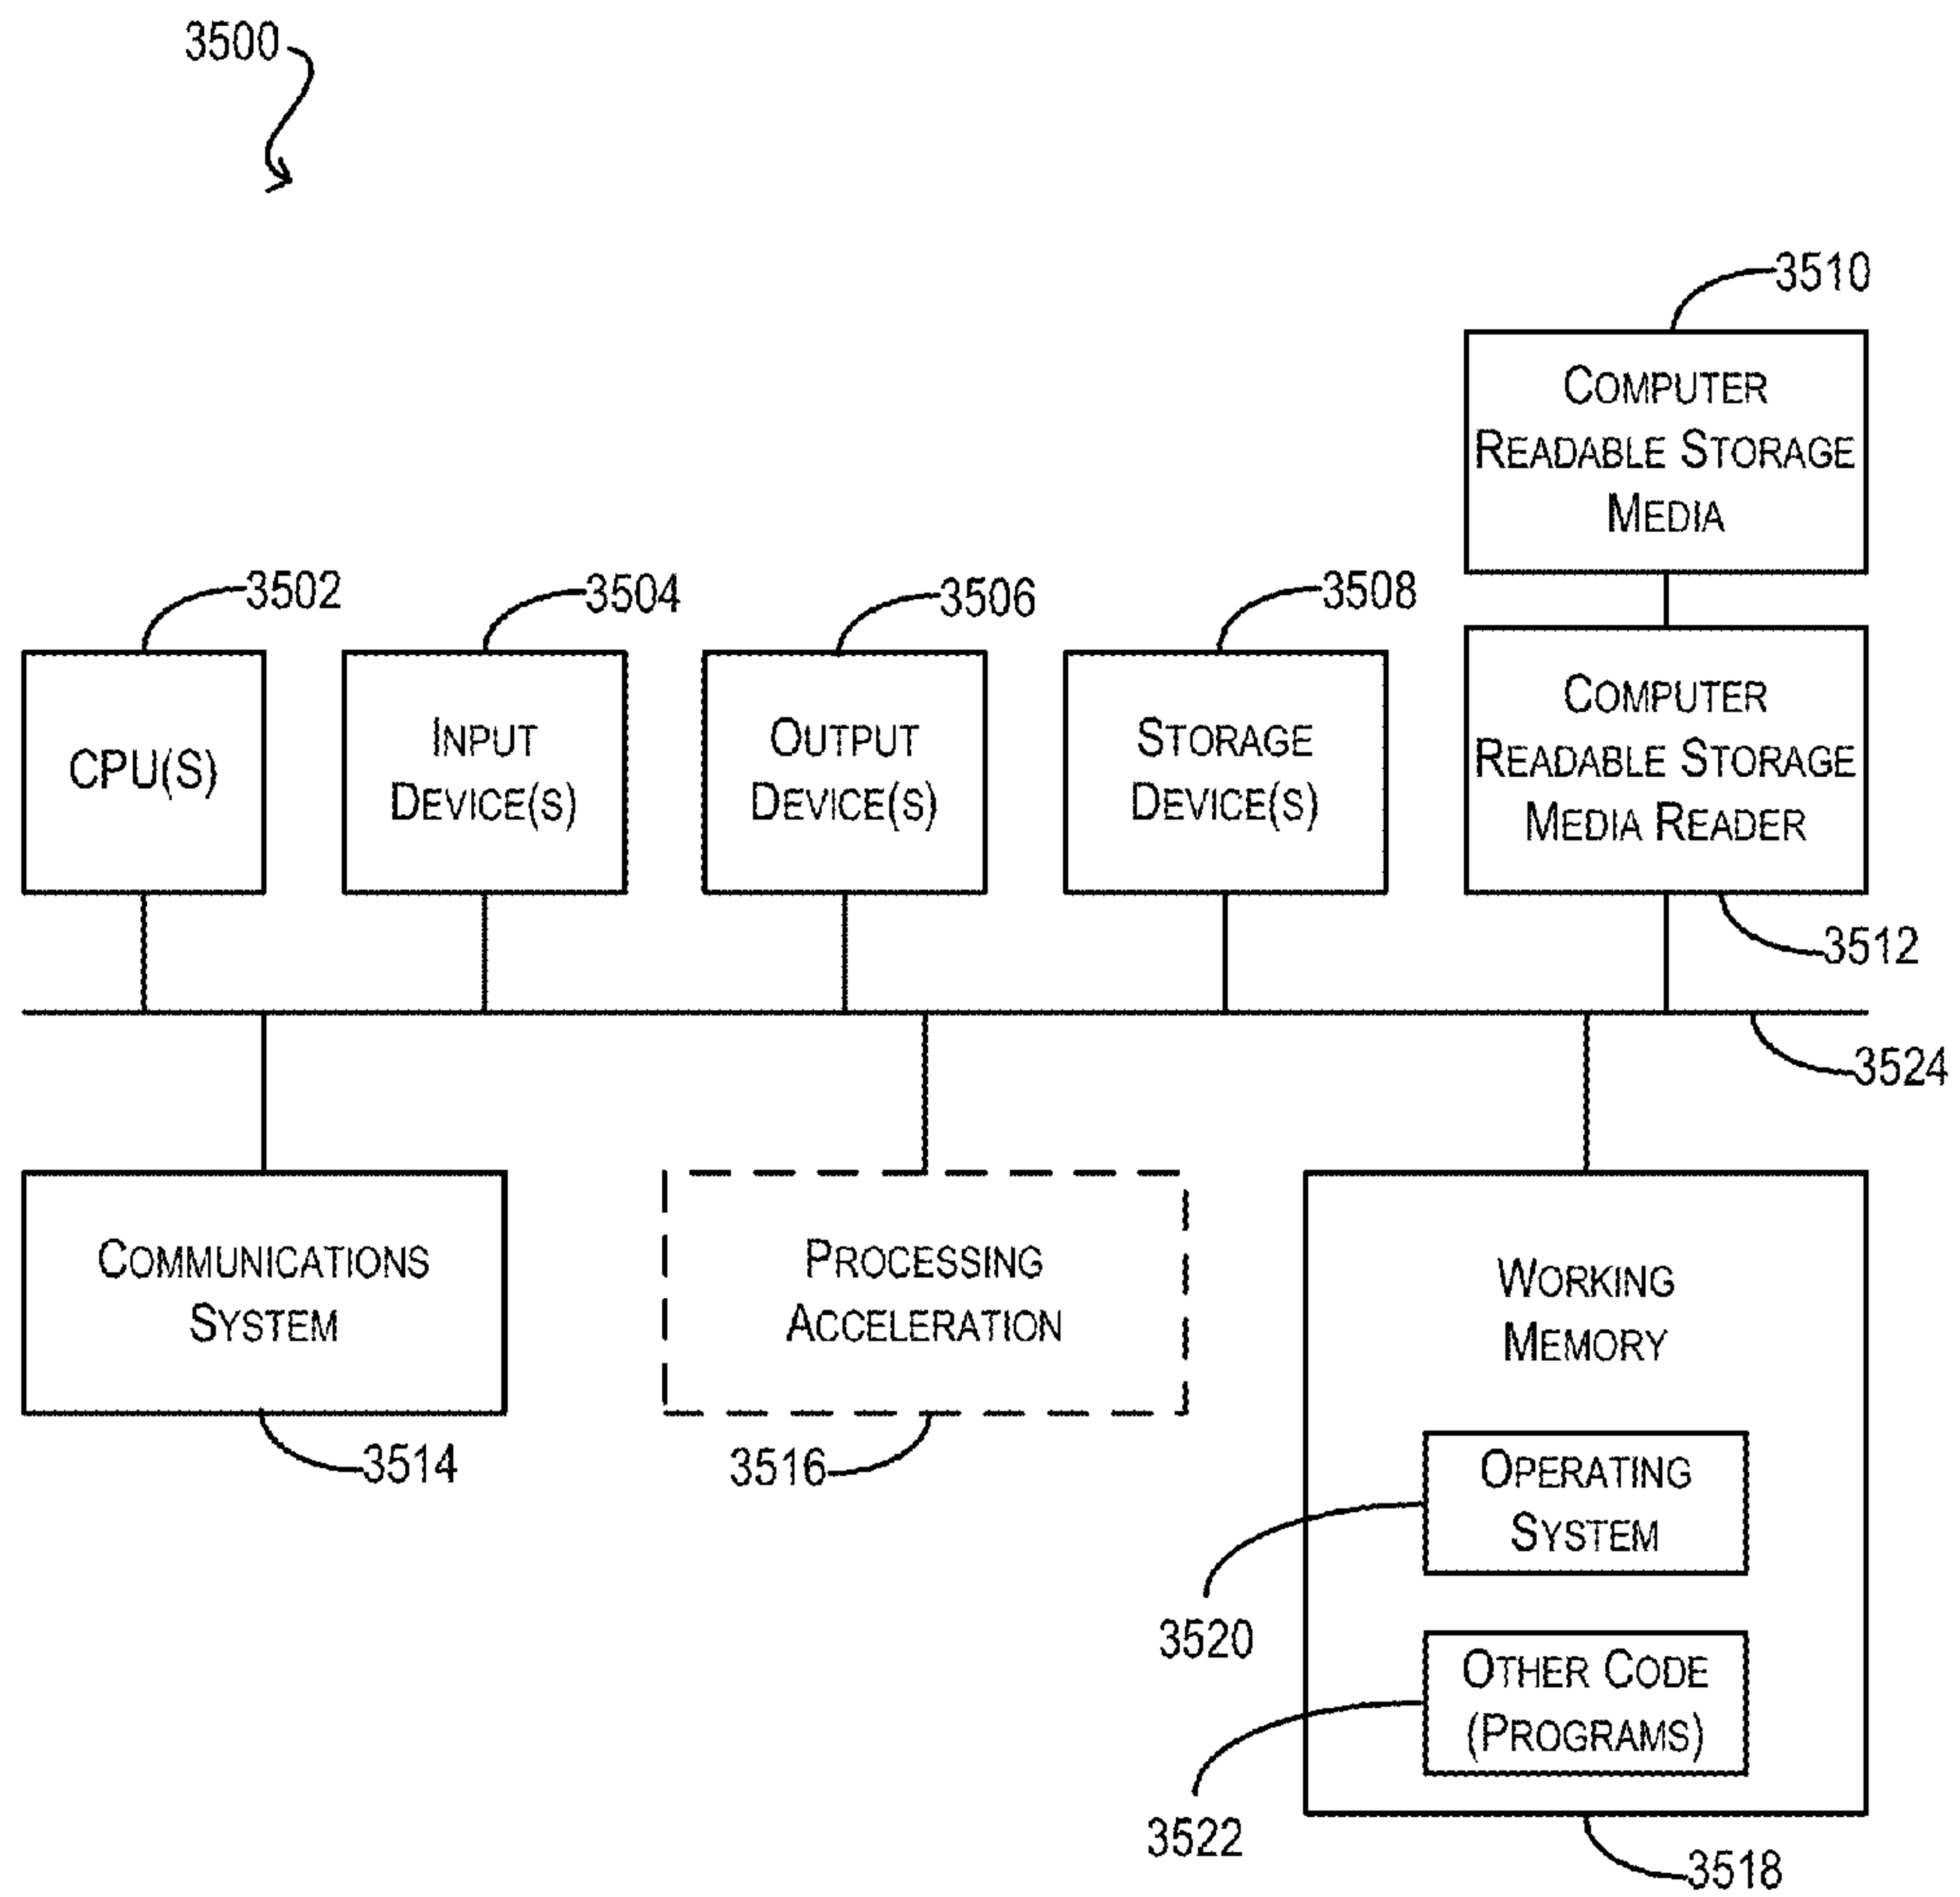 3500
3510
COMPUTER
READABLE STORAGE
MEDIA
3502
3504
3506
3508
CPU(S)
INPUT
DEVICE(S)
OUTPUT
DEVICE(S)
STORAGE
DEVICE(S)
COMPUTER
READABLE STORAGE
MEDIA READER
3512
3524
COMMUNICATIONS
SYSTEM
3514
PROCESSING
ACCELERATION
3516
WORKING
MEMORY
OPERATING
SYSTEM
3520
OTHER CODE
(PROGRAMS)
3522
3518